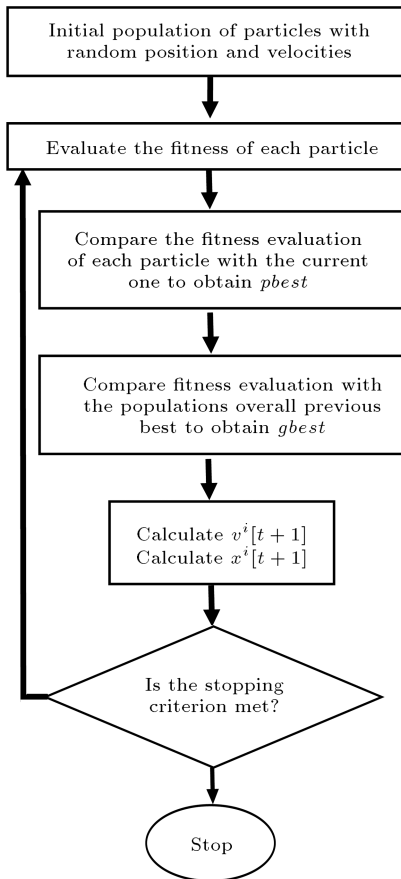 Initial population of particles with
random position and velocities
Evaluate the fitness of each particle
Compare the fitness evaluation
of each particle with the current
one to obtain pbest
Compare fitness evaluation with
the populations overall previous
best to obtain gbest
Calculate vⁱ[t + 1]
Calculate xⁱ[t + 1]
Is the stopping
criterion met?
Stop